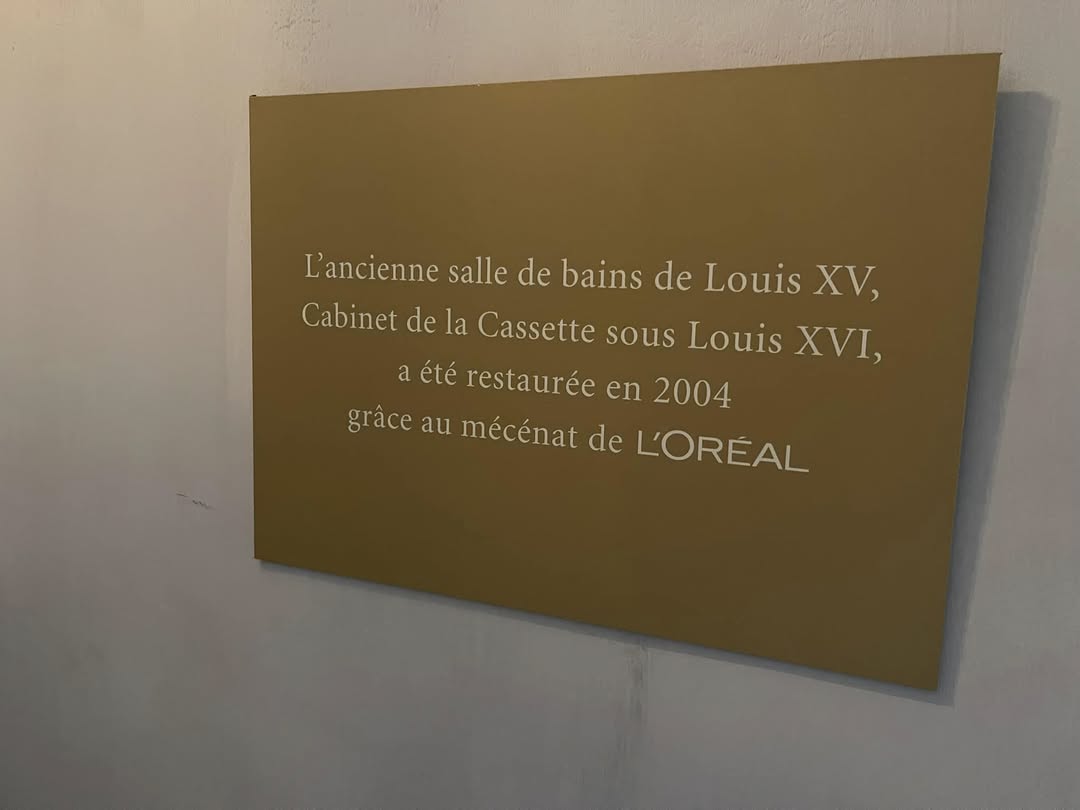 L'ancienne salle de bains de Louis XV,
Cabinet de la Cassette sous Louis XVI,
a été restaurée en 2004
grâce au mécénat de L'ORÉAL